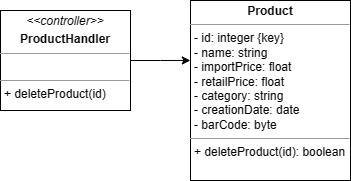 <<controller>>
ProductHandler
+ deleteProduct(id)
Product
- id: integer {key}
- name: string
- importPrice: float
- retailPrice: float
- category: string
- creationDate: date
- barCode: byte
+ deleteProduct(id): boolean